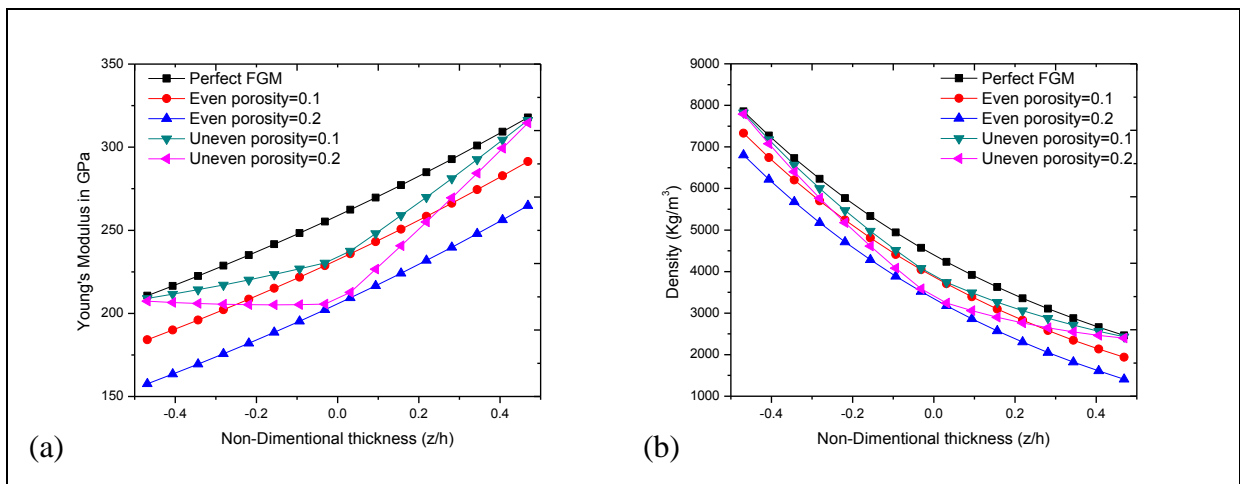 350
300
250
200
150
Young's Modulus in GPa
Perfect FGM
Even porosity=0.1
Even porosity=0.2
Uneven porosity=0.1
Uneven porosity=0.2
-0.4 -0.2 0.0 0.2 0.4
Non-Dimentional thickness (z/h)
(a)
9000
8000
7000
6000
5000
4000
3000
2000
1000
Density (Kg/m³)
Perfect FGM
Even porosity=0.1
Even porosity=0.2
Uneven porosity=0.1
Uneven porosity=0.2
-0.4 -0.2 0.0 0.2 0.4
Non-Dimentional thickness (z/h)
(b)